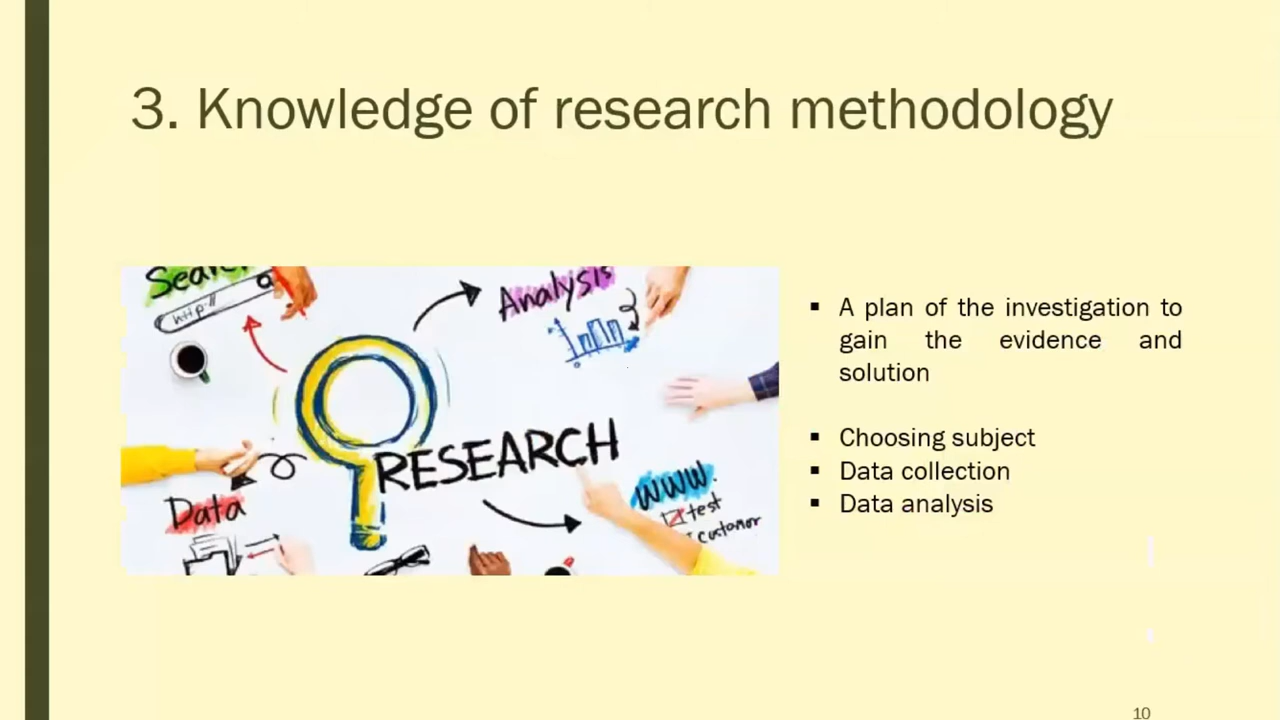 3. Knowledge of research methodology
http://
Analysis
RESEARCH
www.
test
customer
Data
A plan of the investigation to
gain the evidence and
solution
Choosing subject
Data collection
Data analysis
10